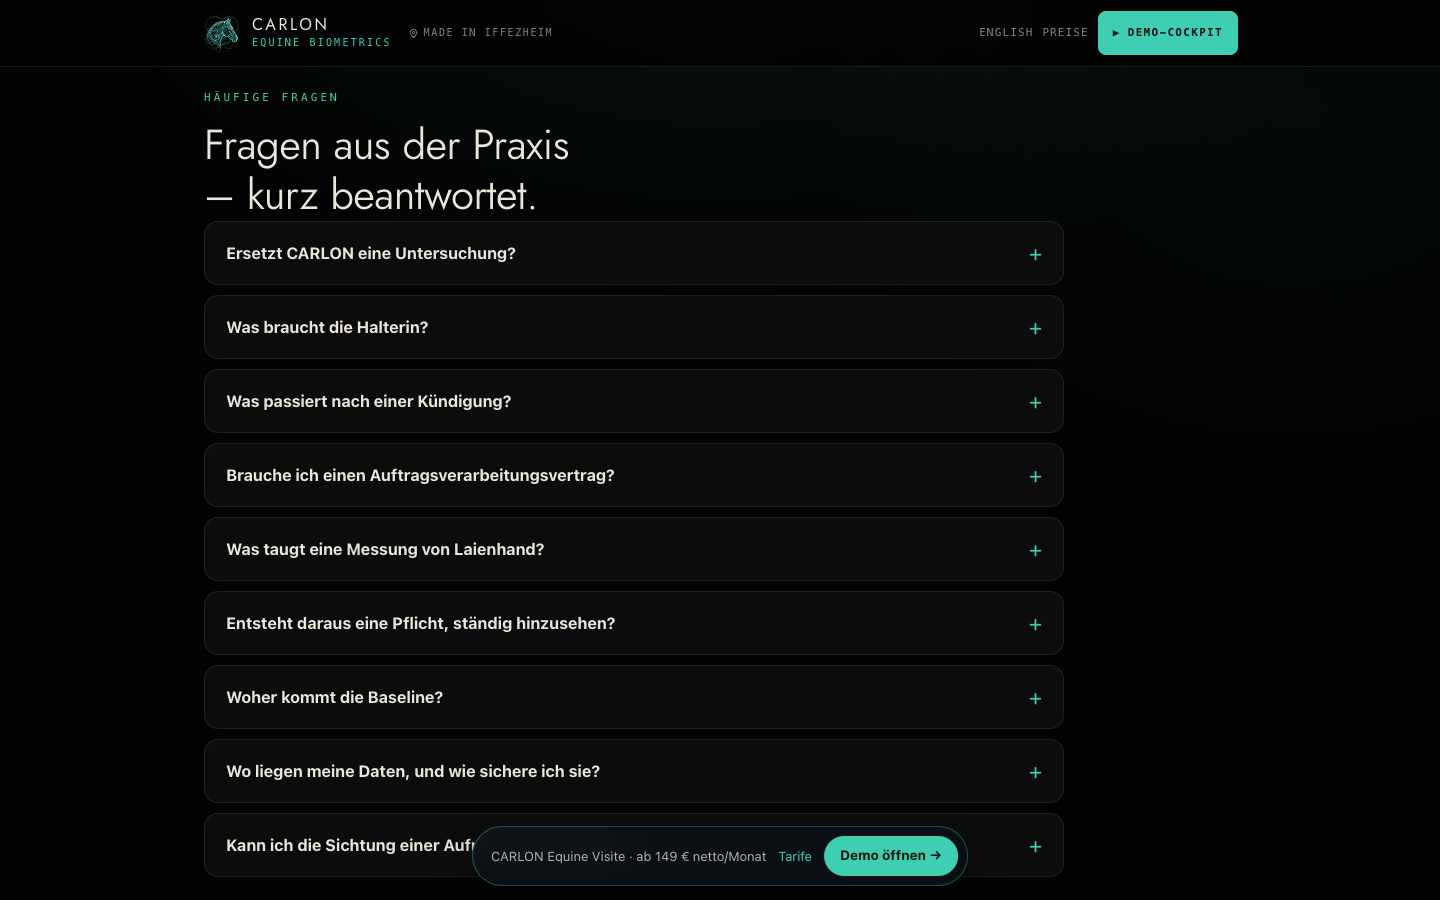 CARLON
EQUINE BIOMETRICS
MADE IN IFFEZHEIM
ENGLISH PREISE
▶ DEMO–COCKPIT
HÄUFIGE FRAGEN
Fragen aus der Praxis
– kurz beantwortet.
Ersetzt CARLON eine Untersuchung?
Was braucht die Halterin?
Was passiert nach einer Kündigung?
Brauche ich einen Auftragsverarbeitungsvertrag?
Was taugt eine Messung von Laienhand?
Entsteht daraus eine Pflicht, ständig hinzusehen?
Woher kommt die Baseline?
Wo liegen meine Daten, und wie sichere ich sie?
Kann ich die Sichtung einer
CARLON Equine Visite · ab 149 € netto/Monat Tarife Demo öffnen →